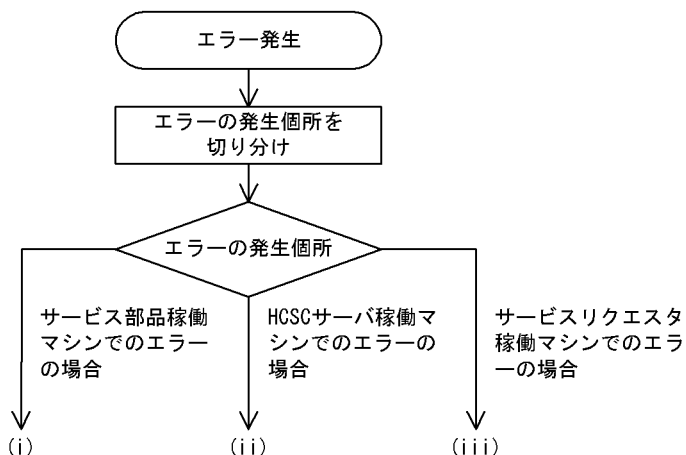 エラー発生
エラーの発生個所を
切り分け
エラーの発生個所
サービス部品稼働
マシンでのエラー
の場合
HCSCサーバ稼働マ
シンでのエラーの
場合
サービスリクエスタ
稼働マシンでのエラ
ーの場合
(i)
(ii)
(iii)